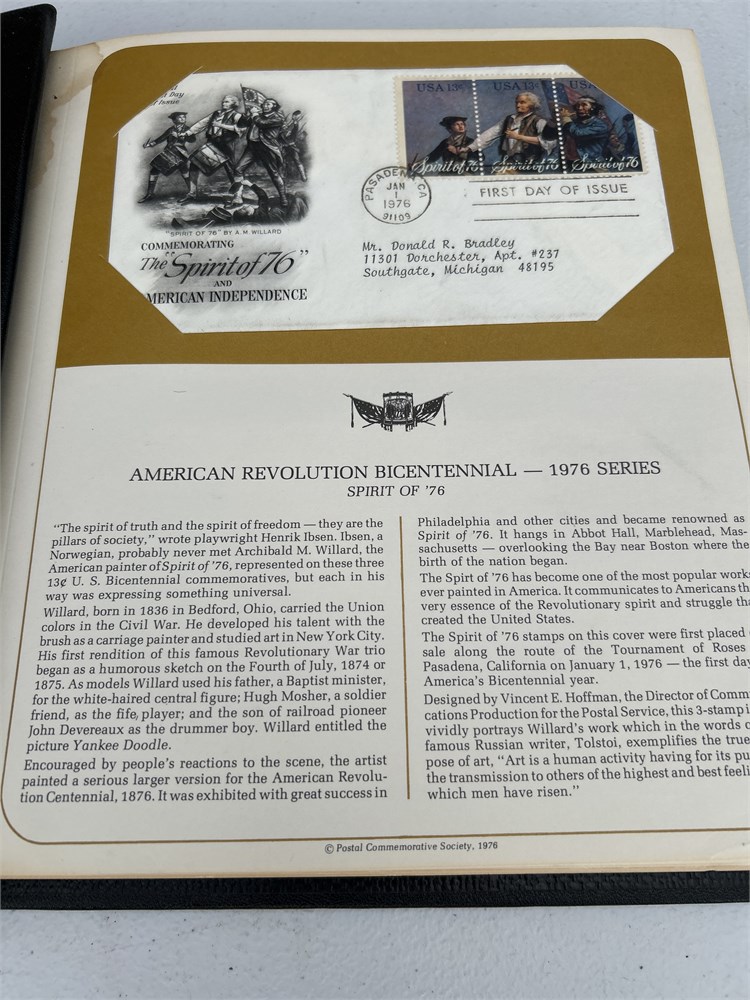 Day
Issue
"SPIRIT OF '76" BY A.M. WILLARD
COMMEMORATING
The "Spirit of 76"
AND
AMERICAN INDEPENDENCE
USA 13c
USA 13c
USA
Spirit of 76
Spirit of 76
Spirit of 76
PASADENA, CA
JAN
1
1976
91109
FIRST DAY OF ISSUE
Mr. Donald R. Bradley
11301 Dorchester, Apt. #237
Southgate, Michigan 48195
AMERICAN REVOLUTION BICENTENNIAL — 1976 SERIES
SPIRIT OF '76
"The spirit of truth and the spirit of freedom — they are the
pillars of society," wrote playwright Henrik Ibsen. Ibsen, a
Norwegian, probably never met Archibald M. Willard, the
American painter of Spirit of '76, represented on these three
13¢ U. S. Bicentennial commemoratives, but each in his
way was expressing something universal.
Willard, born in 1836 in Bedford, Ohio, carried the Union
colors in the Civil War. He developed his talent with the
brush as a carriage painter and studied art in New York City.
His first rendition of this famous Revolutionary War trio
began as a humorous sketch on the Fourth of July, 1874 or
1875. As models Willard used his father, a Baptist minister,
for the white-haired central figure; Hugh Mosher, a soldier
friend, as the fife, player; and the son of railroad pioneer
John Devereaux as the drummer boy. Willard entitled the
picture Yankee Doodle.
Encouraged by people's reactions to the scene, the artist
painted a serious larger version for the American Revolu-
tion Centennial, 1876. It was exhibited with great success in
Philadelphia and other cities and became renowned as
Spirit of '76. It hangs in Abbot Hall, Marblehead, Mas-
sachusetts — overlooking the Bay near Boston where the
birth of the nation began.
The Spirt of '76 has become one of the most popular works
ever painted in America. It communicates to Americans the
very essence of the Revolutionary spirit and struggle tha
created the United States.
The Spirit of '76 stamps on this cover were first placed
sale along the route of the Tournament of Roses
Pasadena, California on January 1, 1976 — the first day
America's Bicentennial year.
Designed by Vincent E. Hoffman, the Director of Comm
cations Production for the Postal Service, this 3-stamp i
vividly portrays Willard's work which in the words o
famous Russian writer, Tolstoi, exemplifies the true
pose of art, "Art is a human activity having for its pu
the transmission to others of the highest and best feeli
which men have risen."
© Postal Commemorative Society, 1976